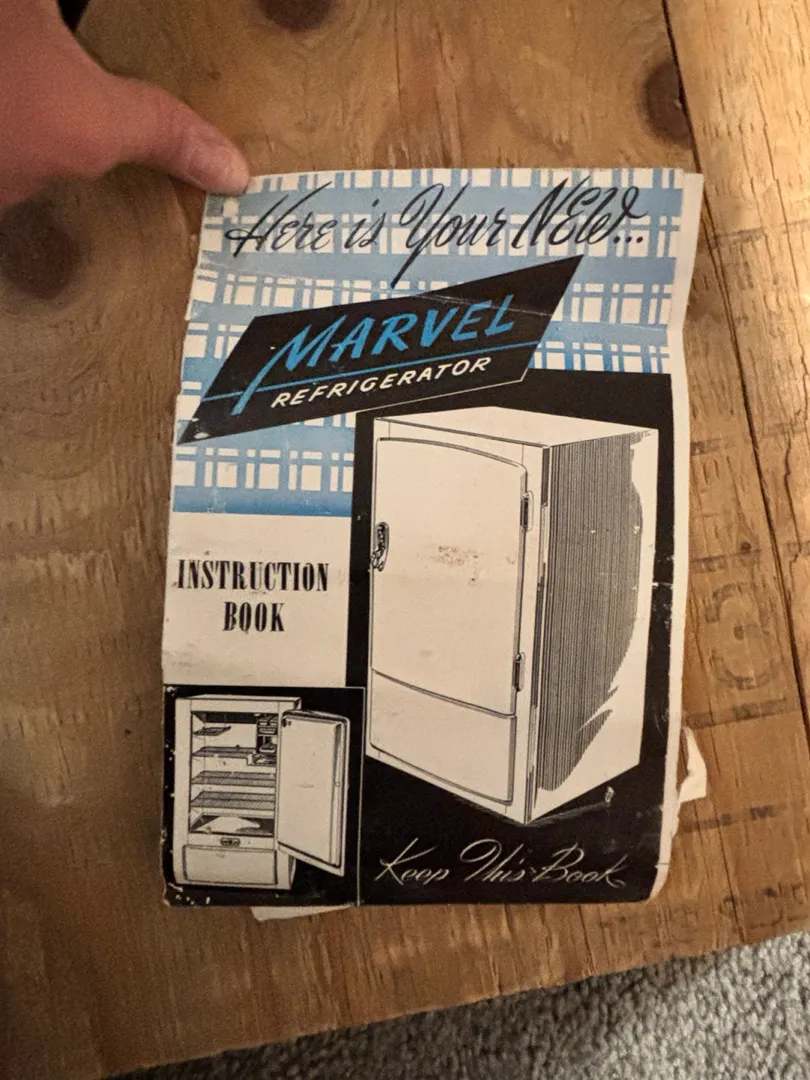 Here is Your NEW...
MARVEL
REFRIGERATOR
INSTRUCTION
BOOK
Keep This Book